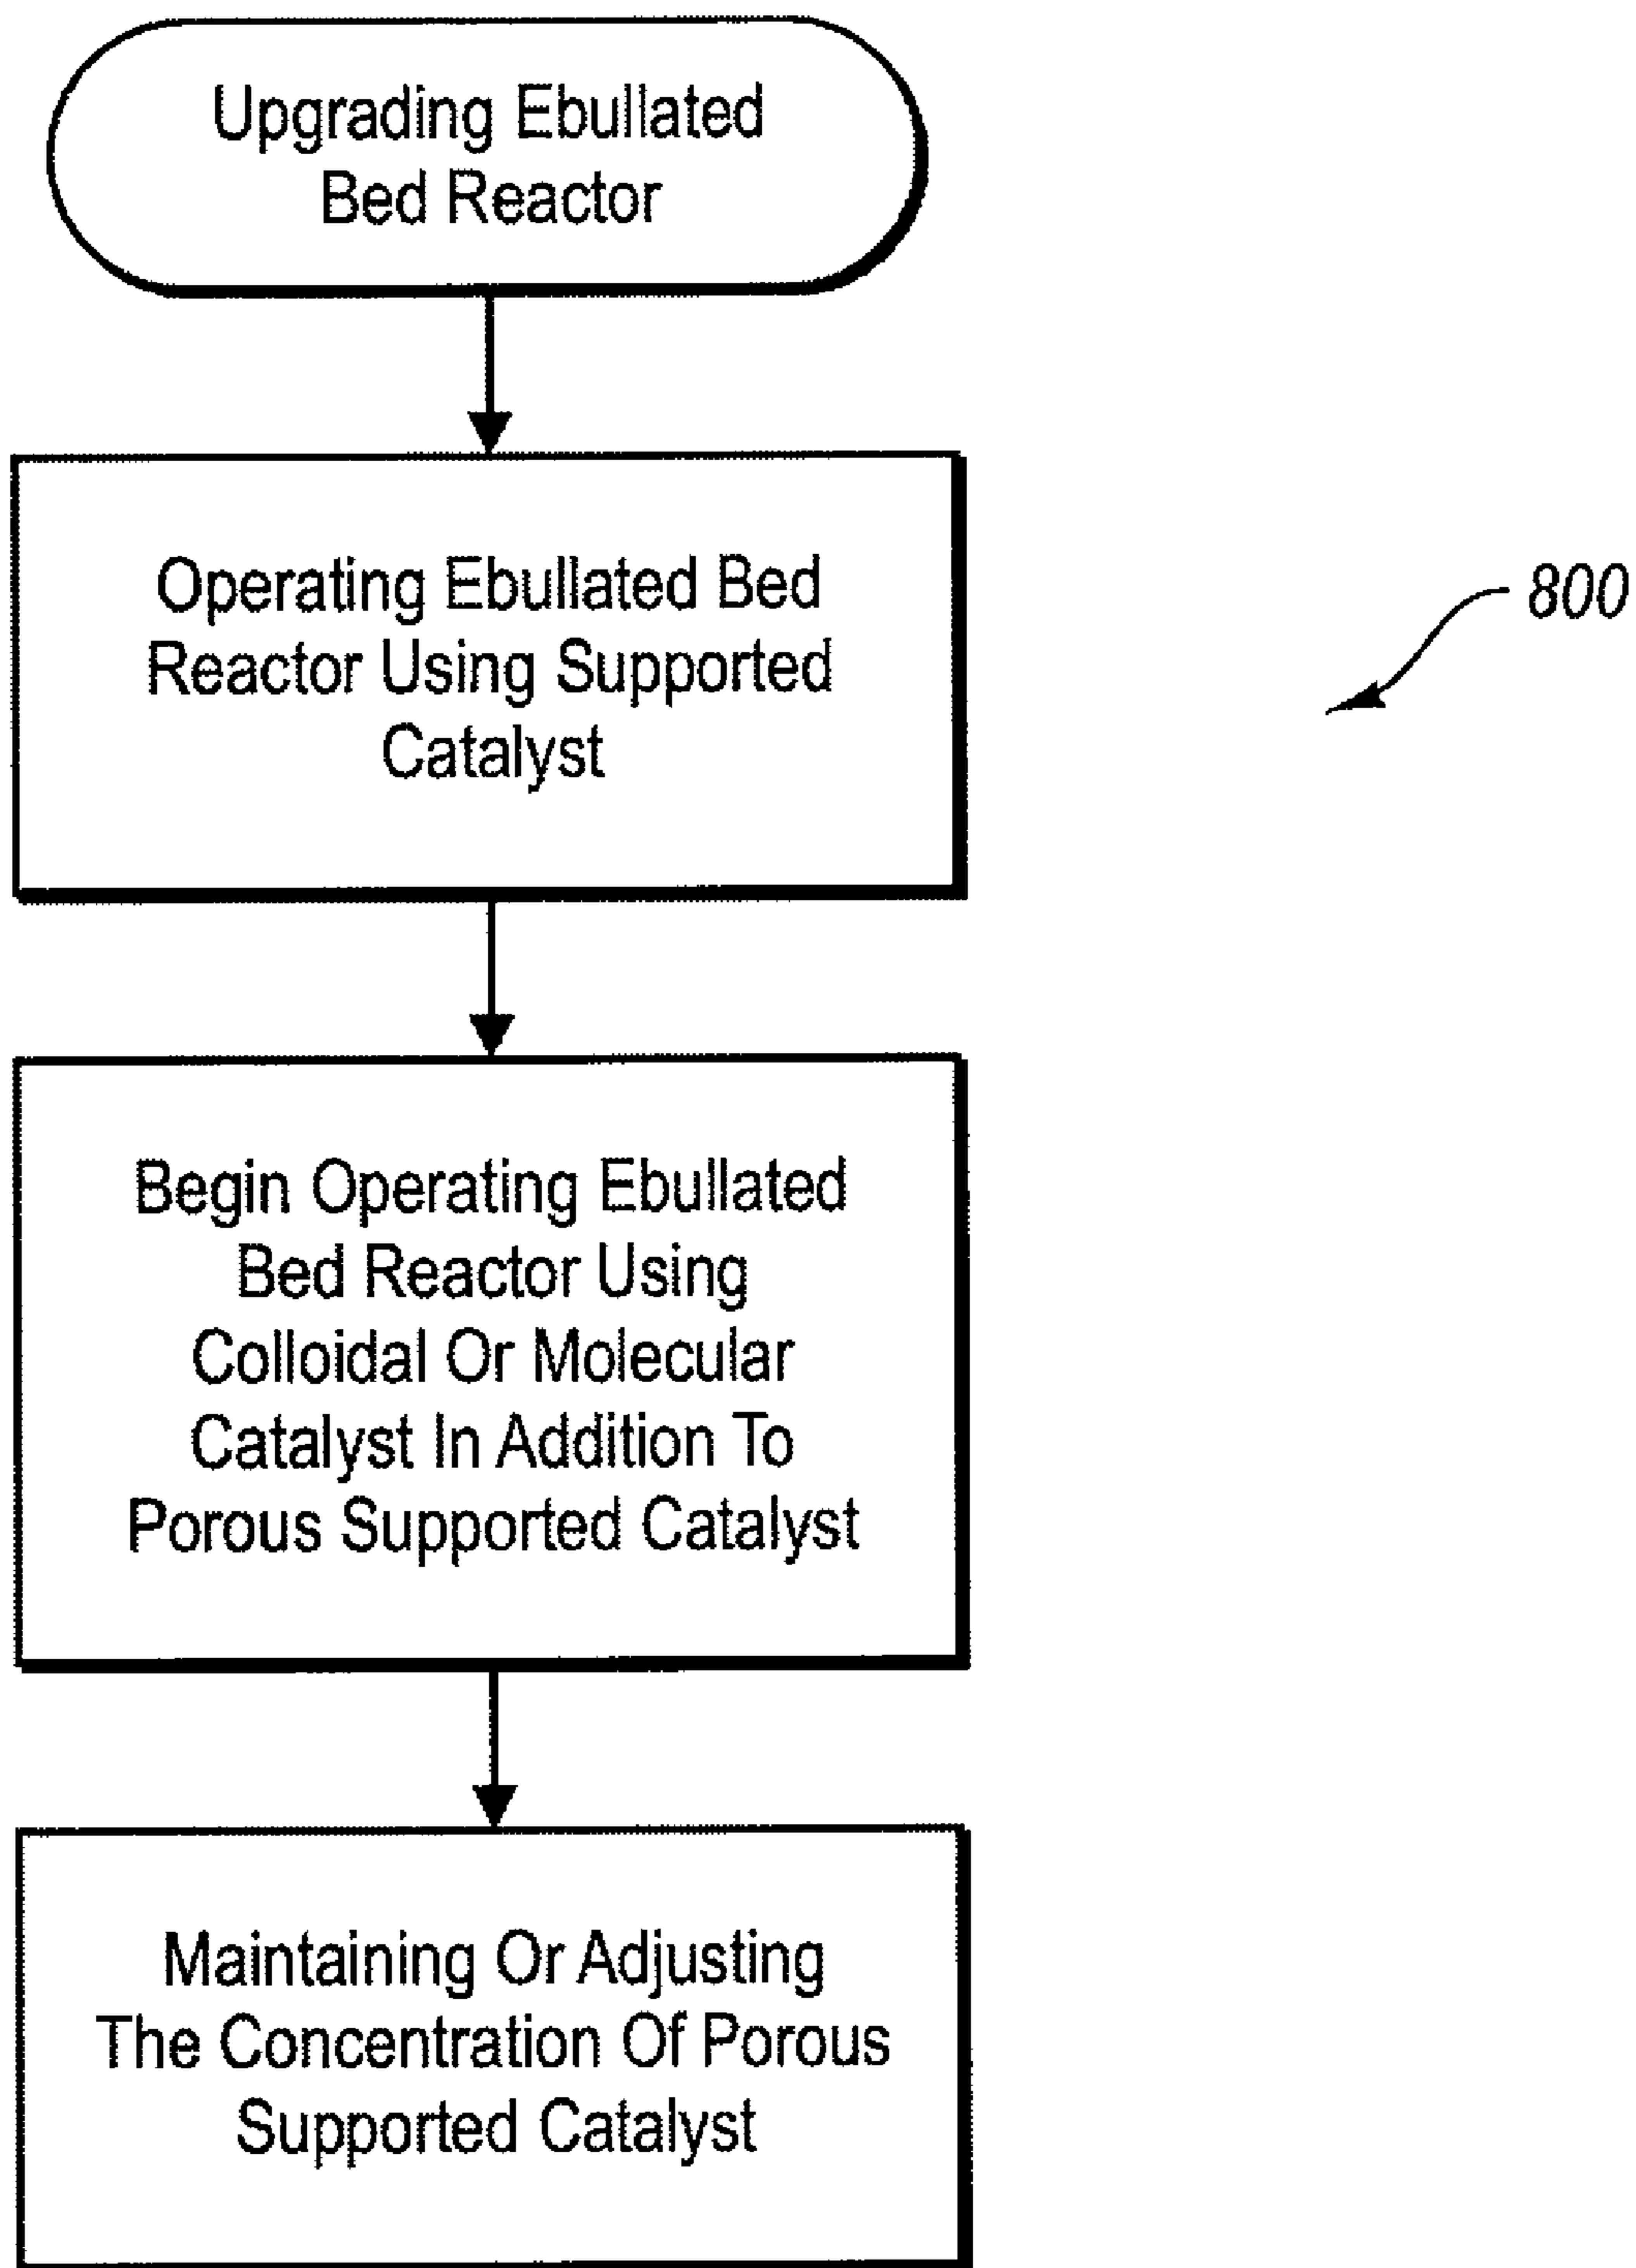 Upgrading Ebullated
Bed Reactor
Operating Ebullated Bed
Reactor Using Supported
Catalyst
800
Begin Operating Ebullated
Bed Reactor Using
Colloidal Or Molecular
Catalyst In Addition To
Porous Supported Catalyst
Maintaining Or Adjusting
The Concentration Of Porous
Supported Catalyst